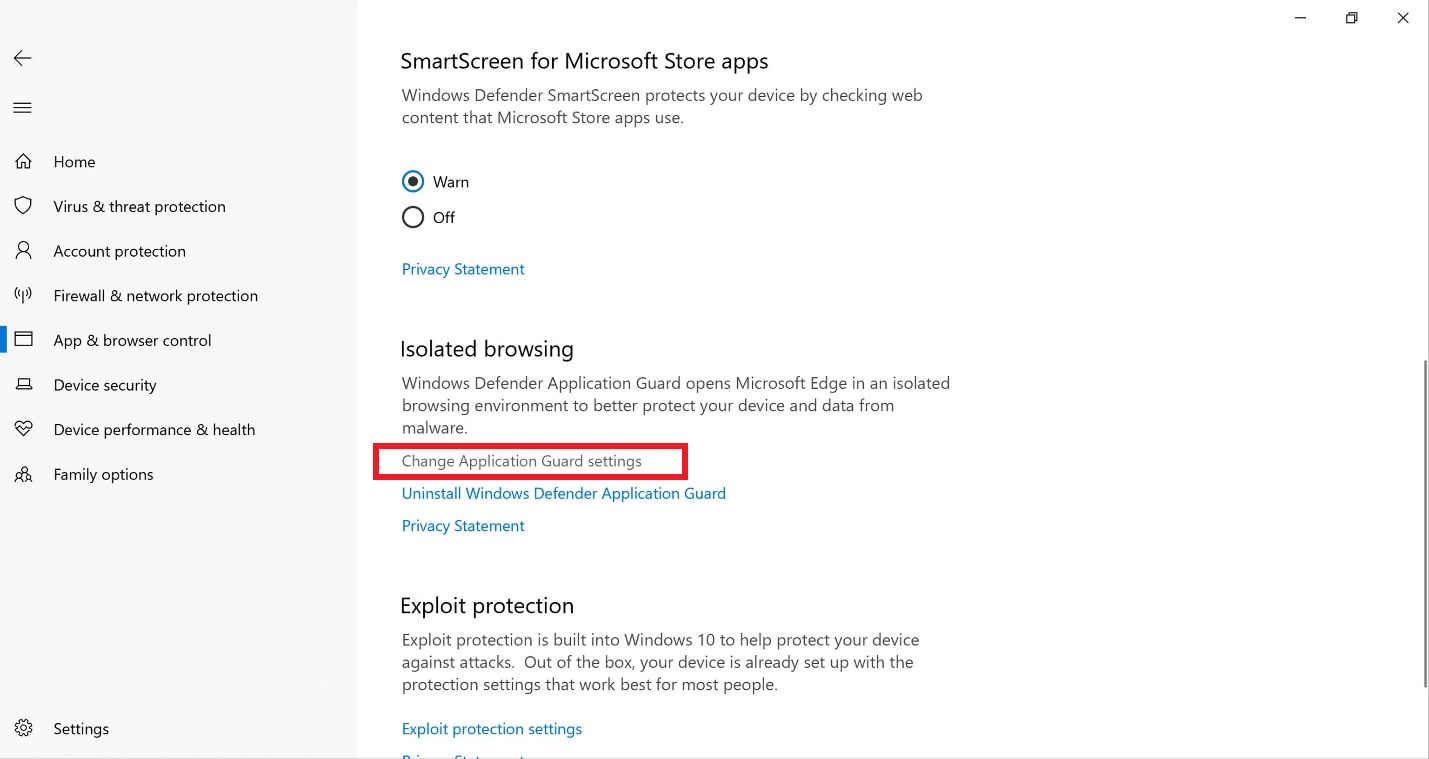 Home
Virus & threat protection
Account protection
Firewall & network protection
App & browser control
Device security
Device performance & health
Family options
Settings
SmartScreen for Microsoft Store apps
Windows Defender SmartScreen protects your device by checking web
content that Microsoft Store apps use.
Warn
Off
Privacy Statement
Isolated browsing
Windows Defender Application Guard opens Microsoft Edge in an isolated
browsing environment to better protect your device and data from
malware.
Change Application Guard settings
Uninstall Windows Defender Application Guard
Privacy Statement
Exploit protection
Exploit protection is built into Windows 10 to help protect your device
against attacks.  Out of the box, your device is already set up with the
protection settings that work best for most people.
Exploit protection settings